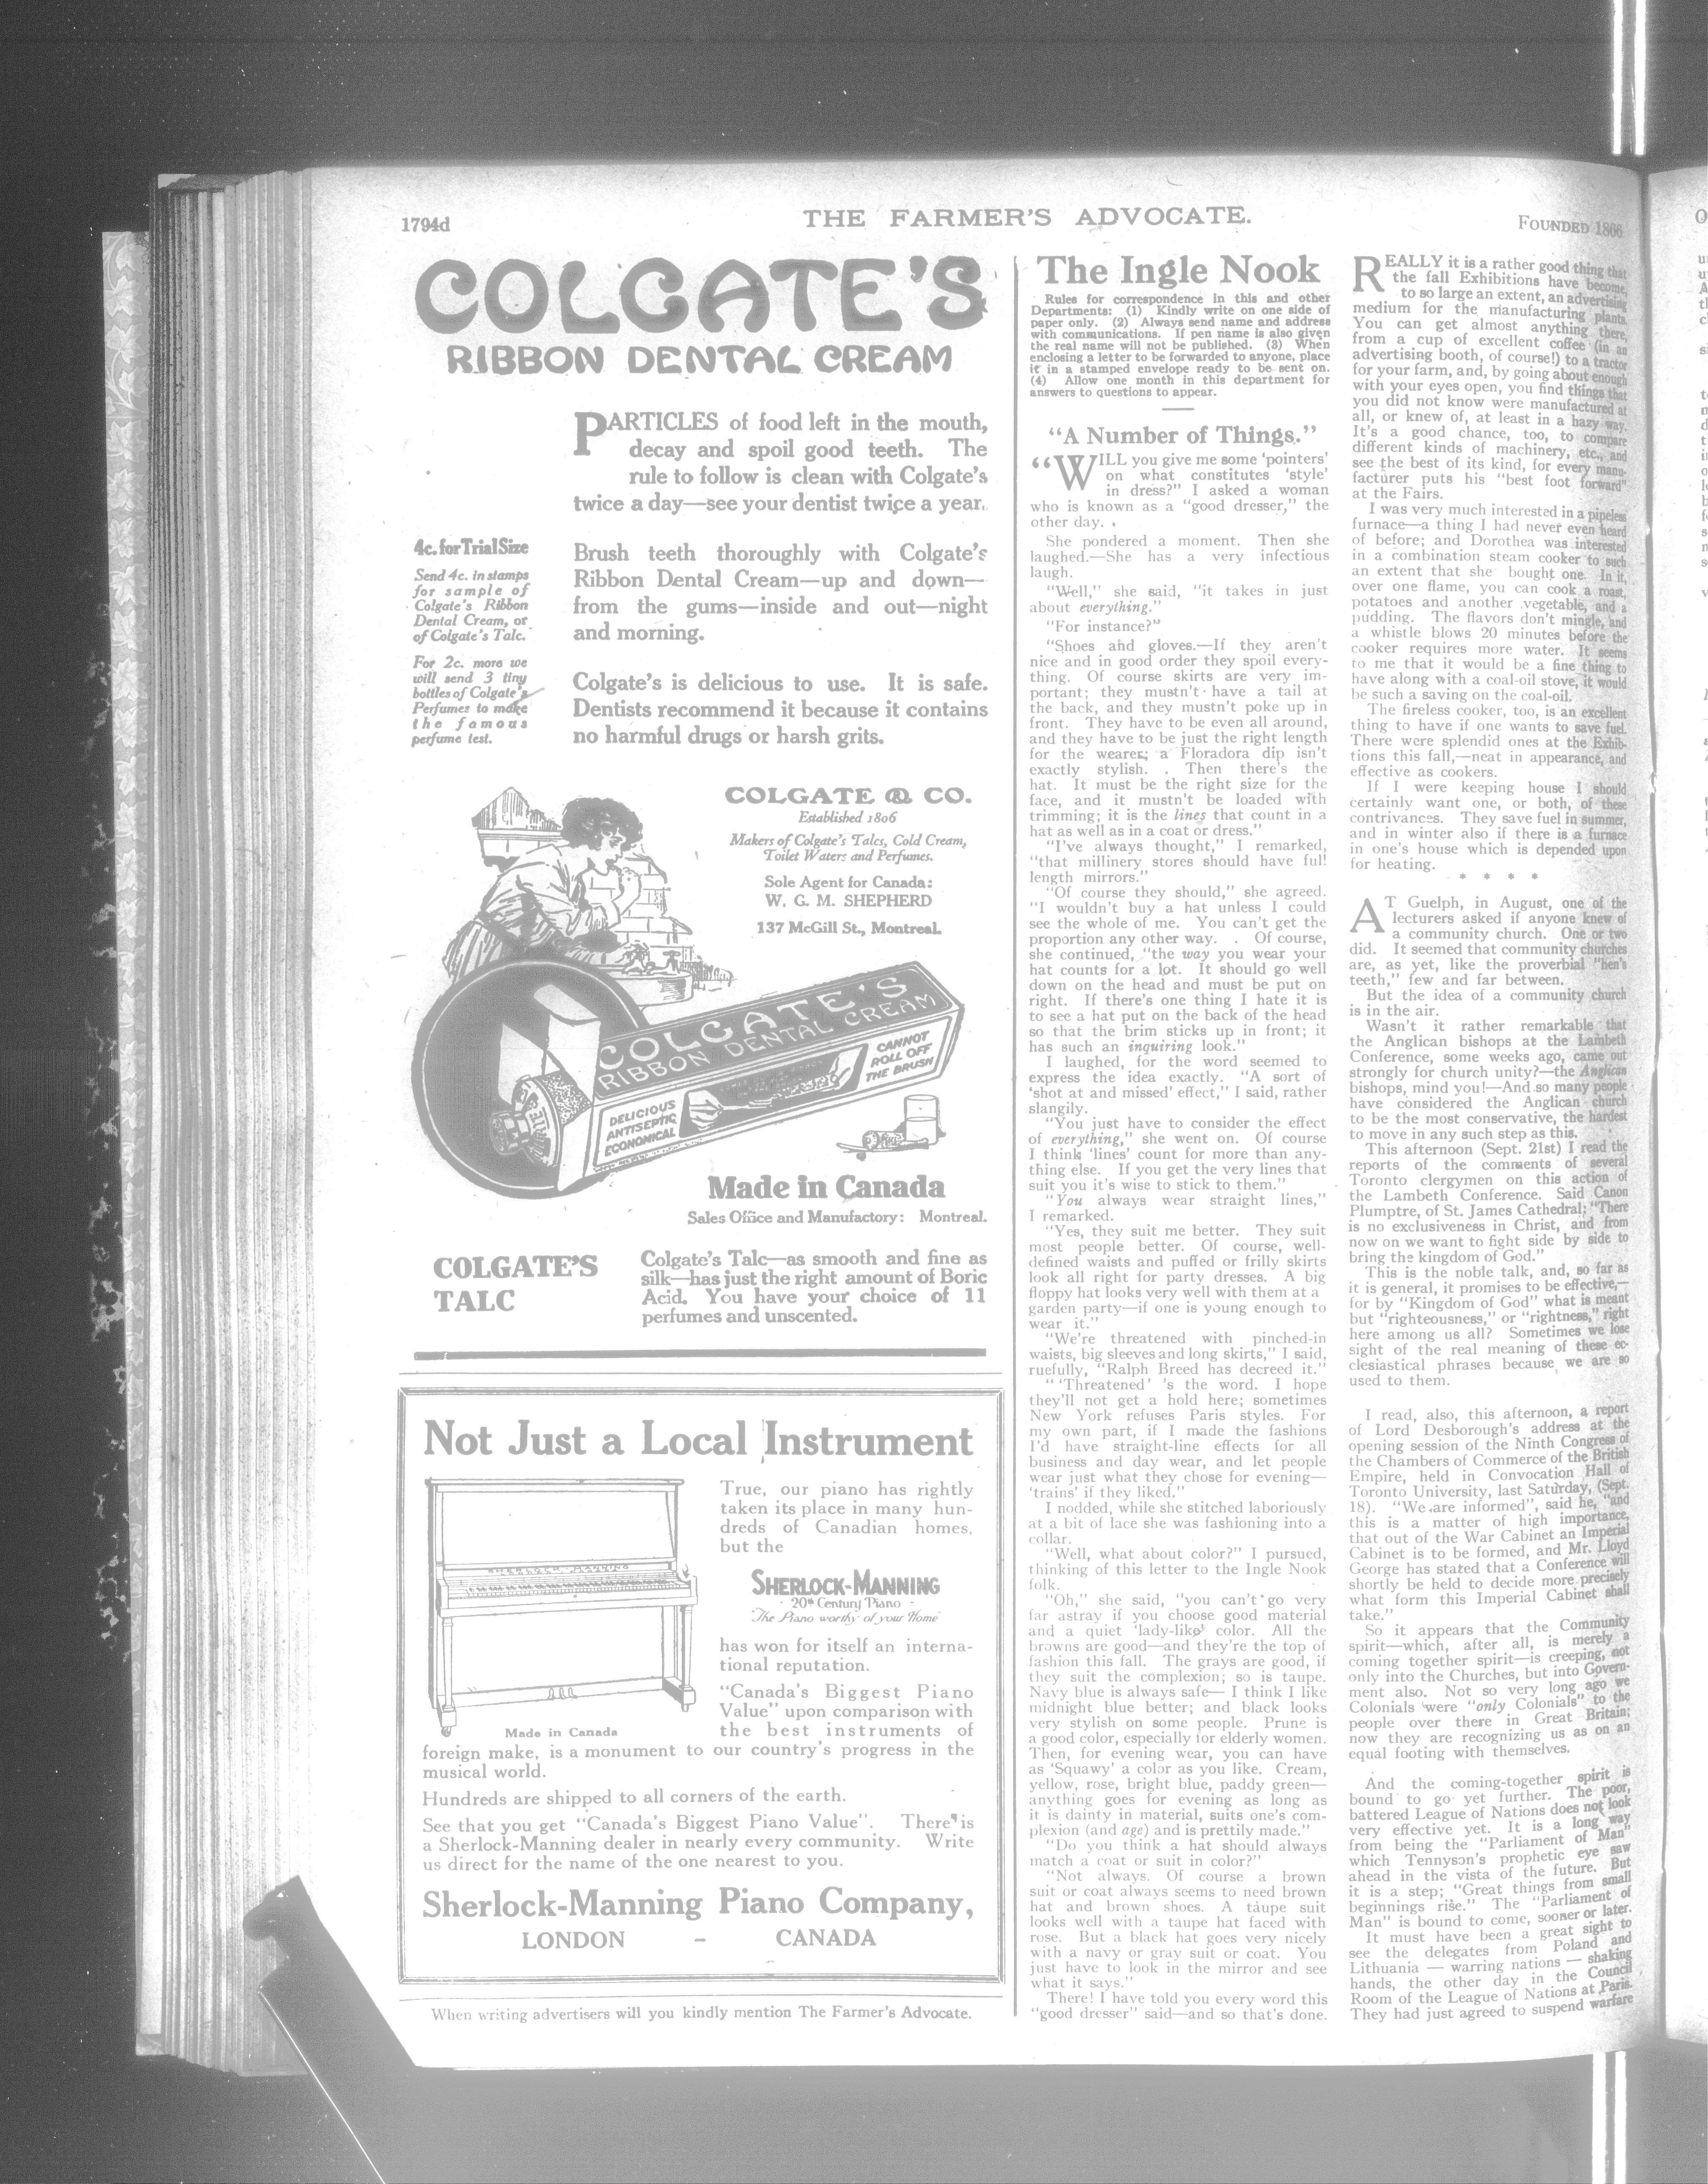 1794d
THE FARMER'S ADVOCATE.
FOUNDED 1866
COLGATE'S
RIBBON DENTAL CREAM
PARTICLES of food left in the mouth,
decay and spoil good teeth. The
rule to follow is clean with Colgate's
twice a day—see your dentist twice a year.
4c. for Trial Size
Send 4c. in stamps
for sample of
Colgate's Ribbon
Dental Cream, or
of Colgate's Talc.
For 2c. more we
will send 3 tiny
bottles of Colgate's
Perfumes to make
the famous
perfume test.
Brush teeth thoroughly with Colgate's
Ribbon Dental Cream—up and down—
from the gums—inside and out—night
and morning.
Colgate's is delicious to use. It is safe.
Dentists recommend it because it contains
no harmful drugs or harsh grits.
COLGATE & CO.
Established 1806
Makers of Colgate's Talcs, Cold Cream,
Toilet Waters and Perfumes.
Sole Agent for Canada:
W. G. M. SHEPHERD
137 McGill St., Montreal.
COLGATE'S
RIBBON DENTAL CREAM
CANNOT
ROLL OFF
THE BRUSH
DELICIOUS
ANTISEPTIC
ECONOMICAL
Made in Canada
Sales Office and Manufactory: Montreal.
COLGATE'S
TALC
Colgate's Talc—as smooth and fine as
silk—has just the right amount of Boric
Acid. You have your choice of 11
perfumes and unscented.
Not Just a Local Instrument
True, our piano has rightly
taken its place in many hun-
dreds of Canadian homes,
but the
SHERLOCK-MANNING
SHERLOCK-MANNING
20th Century Piano
"The Piano worthy of your Home"
has won for itself an interna-
tional reputation.
"Canada's Biggest Piano
Value" upon comparison with
the best instruments of
Made in Canada
foreign make, is a monument to our country's progress in the
musical world.
Hundreds are shipped to all corners of the earth.
See that you get "Canada's Biggest Piano Value". There is
a Sherlock-Manning dealer in nearly every community. Write
us direct for the name of the one nearest to you.
Sherlock-Manning Piano Company,
LONDON - CANADA
When writing advertisers will you kindly mention The Farmer's Advocate.
The Ingle Nook
Rules for correspondence in this and other
Departments: (1) Kindly write on one side of
paper only. (2) Always send name and address
with communications. If pen name is also given
the real name will not be published. (3) When
enclosing a letter to be forwarded to anyone, place
it in a stamped envelope ready to be sent on.
(4) Allow one month in this department for
answers to questions to appear.
"A Number of Things."
"WILL you give me some 'pointers'
on what constitutes 'style'
in dress?" I asked a woman
who is known as a "good dresser," the
other day. .
She pondered a moment. Then she
laughed.—She has a very infectious
laugh.
"Well," she said, "it takes in just
about everything."
"For instance?"
"Shoes and gloves.—If they aren't
nice and in good order they spoil every-
thing. Of course skirts are very im-
portant; they mustn't have a tail at
the back, and they mustn't poke up in
front. They have to be even all around,
and they have to be just the right length
for the wearer; a Floradora dip isn't
exactly stylish. . Then there's the
hat. It must be the right size for the
face, and it mustn't be loaded with
trimming; it is the lines that count in a
hat as well as in a coat or dress."
"I've always thought," I remarked,
"that millinery stores should have full
length mirrors."
"Of course they should," she agreed.
"I wouldn't buy a hat unless I could
see the whole of me. You can't get the
proportion any other way. . Of course,
she continued, "the way you wear your
hat counts for a lot. It should go well
down on the head and must be put on
right. If there's one thing I hate it is
to see a hat put on the back of the head
so that the brim sticks up in front; it
has such an inquiring look."
I laughed, for the word seemed to
express the idea exactly. "A sort of
'shot at and missed' effect," I said, rather
slangily.
"You just have to consider the effect
of everything," she went on. Of course
I think 'lines' count for more than any-
thing else. If you get the very lines that
suit you it's wise to stick to them."
"You always wear straight lines,"
I remarked.
"Yes, they suit me better. They suit
most people better. Of course, well-
defined waists and puffed or frilly skirts
look all right for party dresses. A big
floppy hat looks very well with them at a
garden party—if one is young enough to
wear it."
"We're threatened with pinched-in
waists, big sleeves and long skirts," I said,
ruefully, "Ralph Breed has decreed it."
" 'Threatened' 's the word. I hope
they'll not get a hold here; sometimes
New York refuses Paris styles. For
my own part, if I made the fashions
I'd have straight-line effects for all
business and day wear, and let people
wear just what they chose for evening—
'trains' if they liked."
I nodded, while she stitched laboriously
at a bit of lace she was fashioning into a
collar.
"Well, what about color?" I pursued,
thinking of this letter to the Ingle Nook
folk.
"Oh," she said, "you can't go very
far astray if you choose good material
and a quiet 'lady-like' color. All the
browns are good—and they're the top of
fashion this fall. The grays are good, if
they suit the complexion; so is taupe.
Navy blue is always safe— I think I like
midnight blue better; and black looks
very stylish on some people. Prune is
a good color, especially for elderly women.
Then, for evening wear, you can have
as 'Squawy' a color as you like. Cream,
yellow, rose, bright blue, paddy green—
anything goes for evening as long as
it is dainty in material, suits one's com-
plexion (and age) and is prettily made."
"Do you think a hat should always
match a coat or suit in color?"
"Not always. Of course a brown
suit or coat always seems to need brown
hat and brown shoes. A taupe suit
looks well with a taupe hat faced with
rose. But a black hat goes very nicely
with a navy or gray suit or coat. You
just have to look in the mirror and see
what it says."
There! I have told you every word this
"good dresser" said—and so that's done.
REALLY it is a rather good thing that
the fall Exhibitions have become,
to so large an extent, an advertising
medium for the manufacturing plants.
You can get almost anything there,
from a cup of excellent coffee (in an
advertising booth, of course!) to a tractor
for your farm, and, by going about enough
with your eyes open, you find things that
you did not know were manufactured at
all, or knew of, at least in a hazy way.
It's a good chance, too, to compare
different kinds of machinery, etc., and
see the best of its kind, for every manu-
facturer puts his "best foot forward"
at the Fairs.
I was very much interested in a pipeless
furnace—a thing I had never even heard
of before; and Dorothea was interested
in a combination steam cooker to such
an extent that she bought one. In it,
over one flame, you can cook a roast,
potatoes and another vegetable, and a
pudding. The flavors don't mingle, and
a whistle blows 20 minutes before the
cooker requires more water. It seems
to me that it would be a fine thing to
have along with a coal-oil stove, it would
be such a saving on the coal-oil.
The fireless cooker, too, is an excellent
thing to have if one wants to save fuel.
There were splendid ones at the Exhib-
tions this fall,—neat in appearance, and
effective as cookers.
If I were keeping house I should
certainly want one, or both, of these
contrivances. They save fuel in summer,
and in winter also if there is a furnace
in one's house which is depended upon
for heating.
* * * *
AT Guelph, in August, one of the
lecturers asked if anyone knew of
a community church. One or two
did. It seemed that community churches
are, as yet, like the proverbial "hen's
teeth," few and far between.
But the idea of a community church
is in the air.
Wasn't it rather remarkable that
the Anglican bishops at the Lambeth
Conference, some weeks ago, came out
strongly for church unity?—the Anglican
bishops, mind you!—And so many people
have considered the Anglican church
to be the most conservative, the hardest
to move in any such step as this.
This afternoon (Sept. 21st) I read the
reports of the comments of several
Toronto clergymen on this action of
the Lambeth Conference. Said Canon
Plumptre, of St. James Cathedral: "There
is no exclusiveness in Christ, and from
now on we want to fight side by side to
bring the kingdom of God."
This is the noble talk, and, so far as
it is general, it promises to be effective,—
for by "Kingdom of God" what is meant
but "righteousness," or "rightness," right
here among us all? Sometimes we lose
sight of the real meaning of these ec-
clesiastical phrases because we are so
used to them.
I read, also, this afternoon, a report
of Lord Desborough's address at the
opening session of the Ninth Congress of
the Chambers of Commerce of the British
Empire, held in Convocation Hall of
Toronto University, last Saturday, (Sept.
18). "We are informed", said he, "and
this is a matter of high importance,
that out of the War Cabinet an Imperial
Cabinet is to be formed, and Mr. Lloyd
George has stated that a Conference will
shortly be held to decide more precisely
what form this Imperial Cabinet shall
take."
So it appears that the Community
spirit—which, after all, is merely a
coming together spirit—is creeping, not
only into the Churches, but into Govern-
ment also. Not so very long ago we
Colonials were "only Colonials" to the
people over there in Great Britain;
now they are recognizing us as on an
equal footing with themselves.
And the coming-together spirit is
bound to go yet further. The poor,
battered League of Nations does not look
very effective yet. It is a long way
from being the "Parliament of Man"
which Tennyson's prophetic eye saw
ahead in the vista of the future. But
it is a step; "Great things from small
beginnings rise." The "Parliament of
Man" is bound to come, sooner or later.
It must have been a great sight to
see the delegates from Poland and
Lithuania — warring nations — shaking
hands, the other day in the Council
Room of the League of Nations at Paris.
They had just agreed to suspend warfare